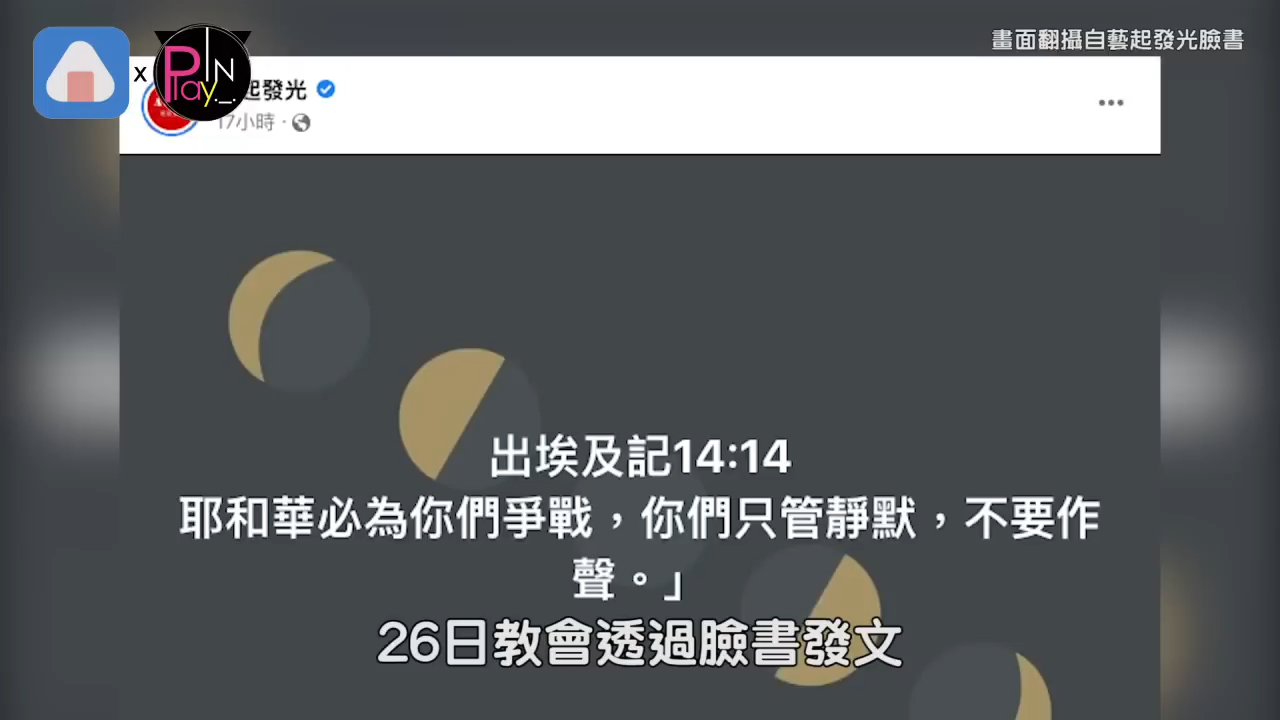 畫面翻攝自藝起發光臉書
x
PlayIN_._.
起發光
17小時
出埃及記14:14
耶和華必為你們爭戰，你們只管靜默，不要作
聲。」
26日教會透過臉書發文